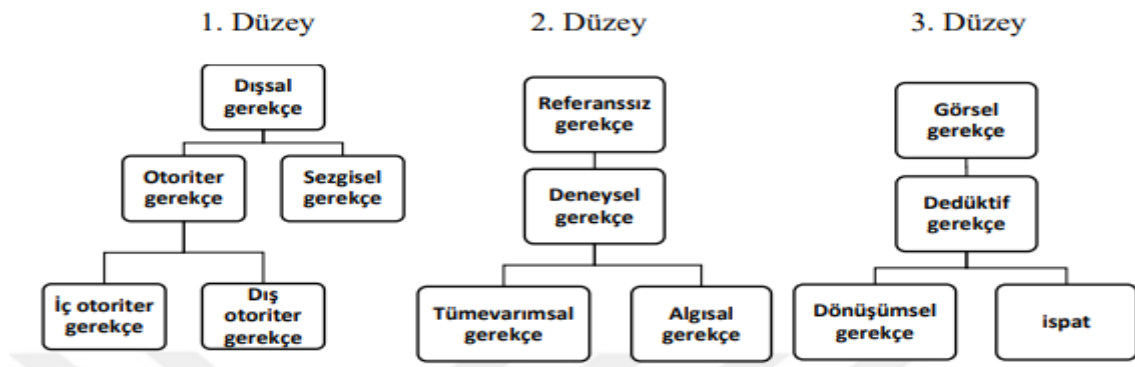 1. Düzey
2. Düzey
3. Düzey
Dışsal
gerekçe
Otoriter
gerekçe
Sezgisel
gerekçe
İç otoriter
gerekçe
Dış
otoriter
gerekçe
Referanssız
gerekçe
Deneysel
gerekçe
Tümevarımsal
gerekçe
Algısal
gerekçe
Görsel
gerekçe
Dedüktif
gerekçe
Dönüşümsel
gerekçe
ispat